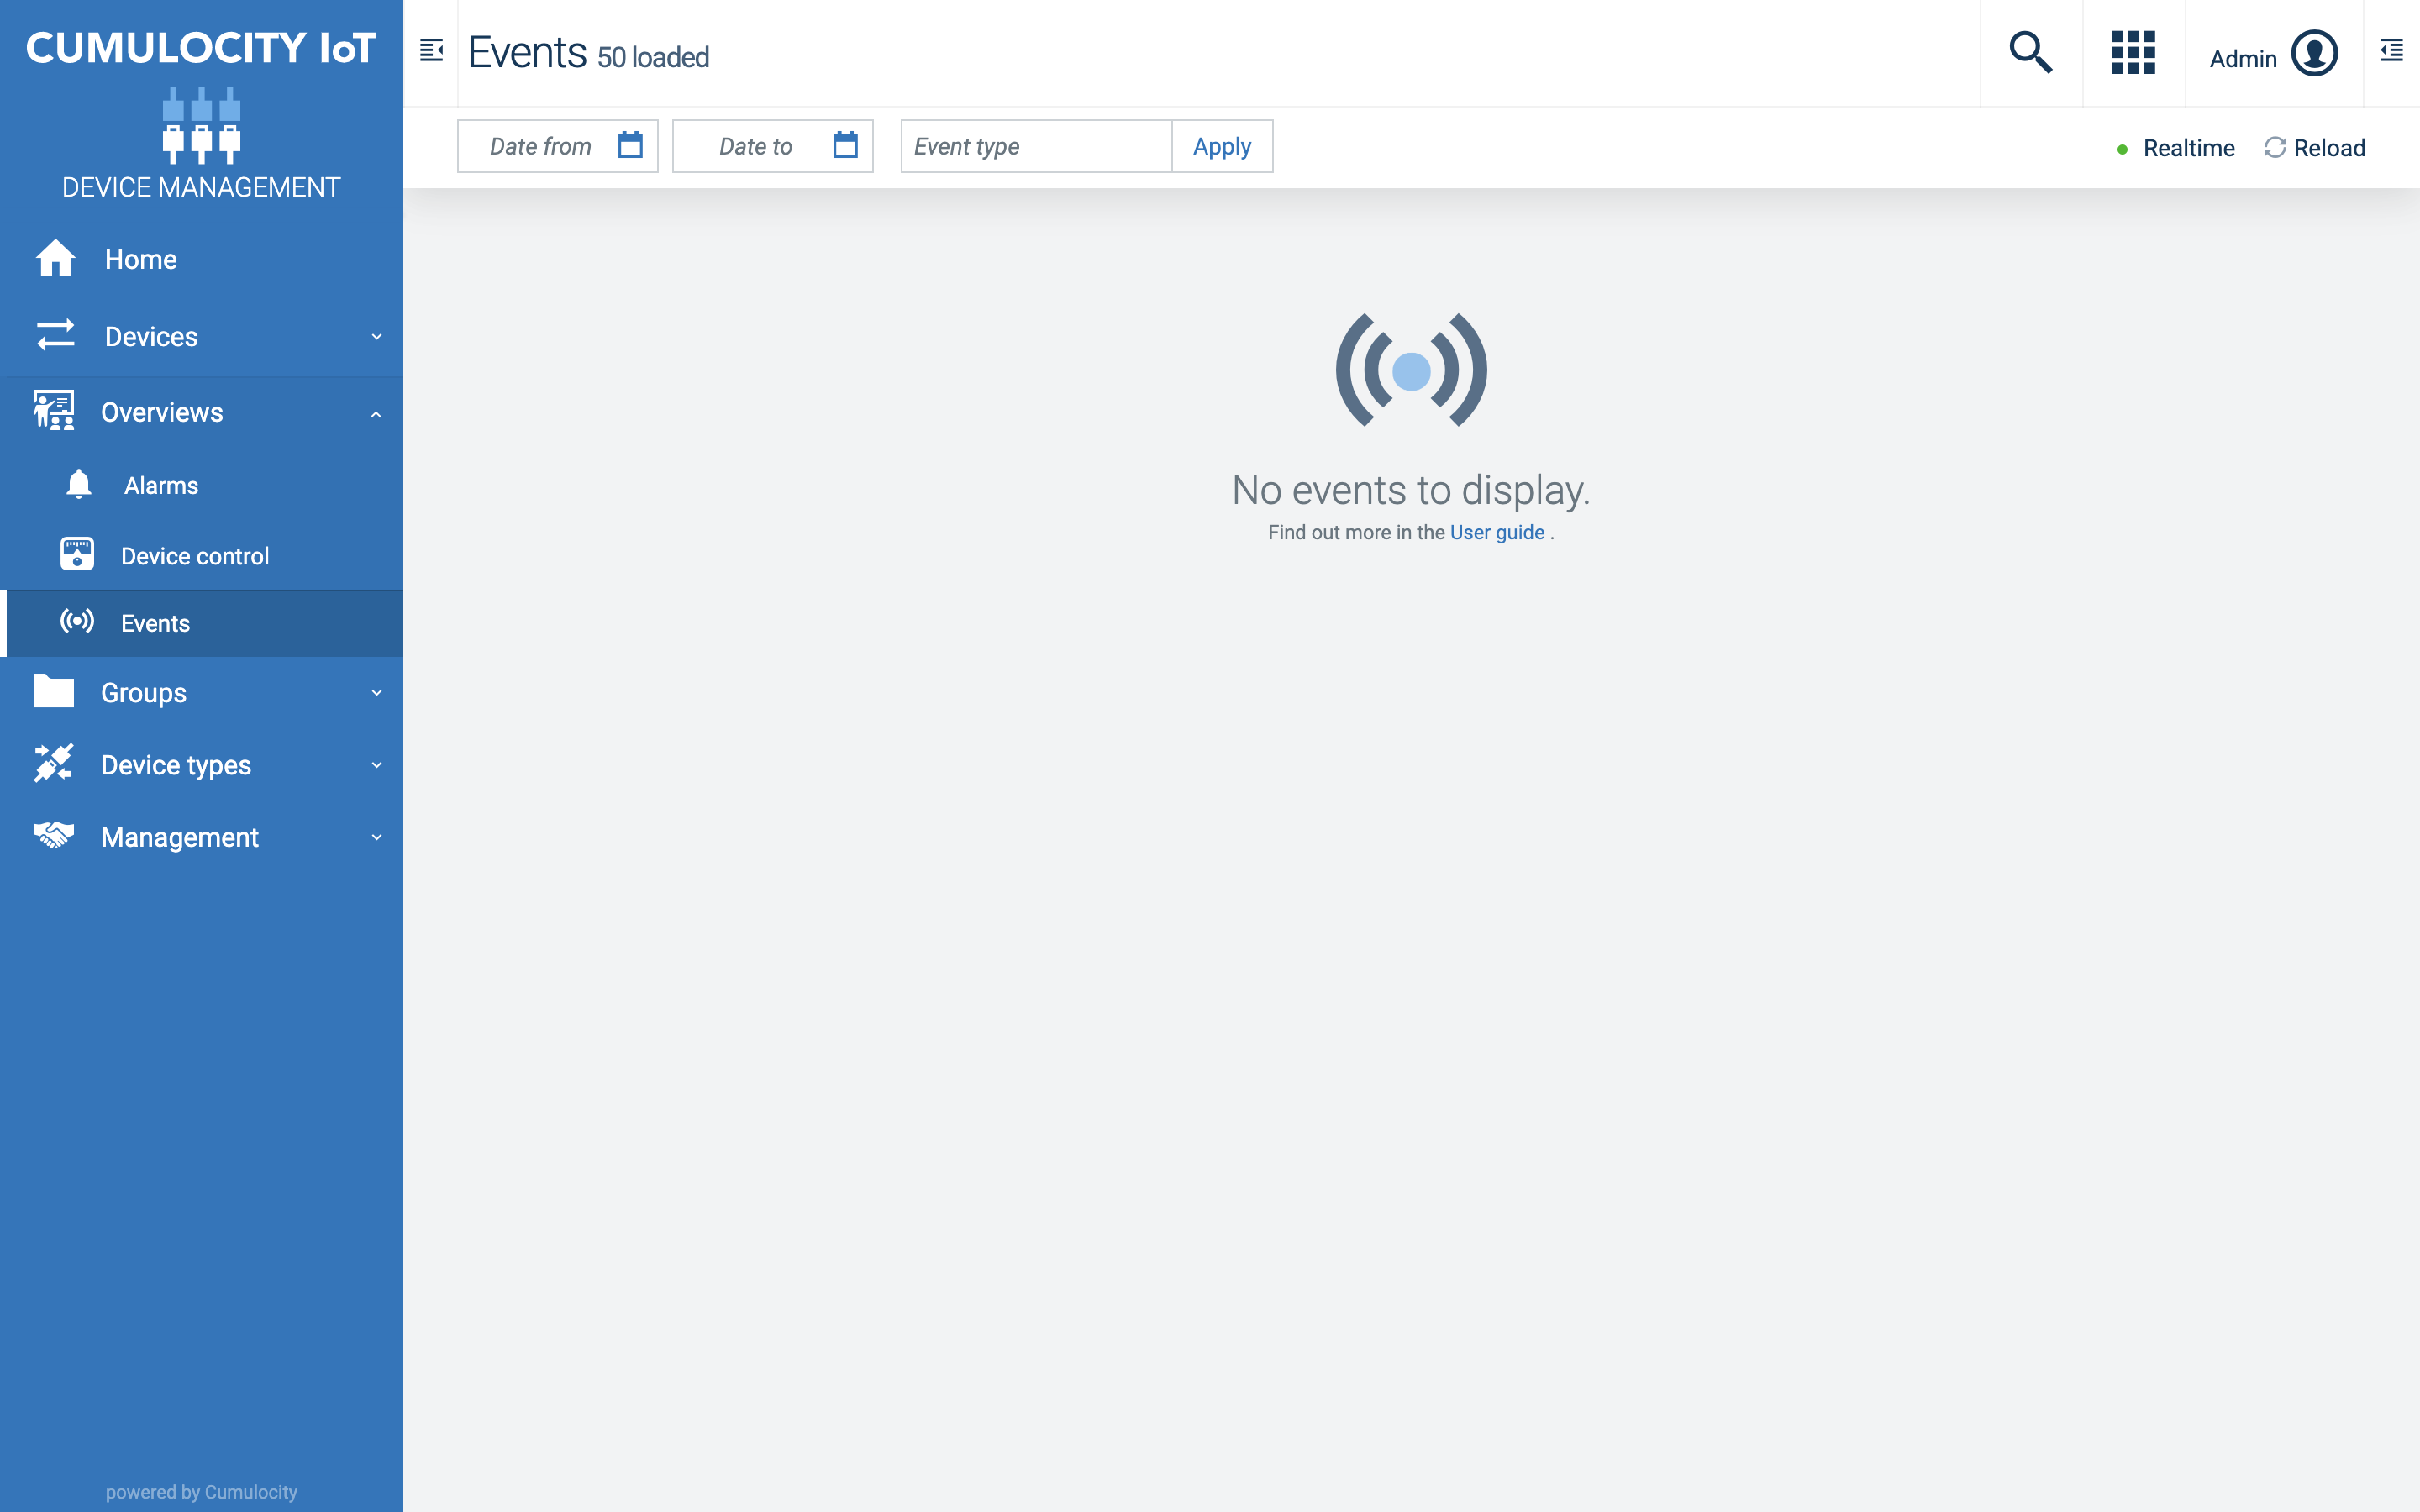 CUMULOCITY IoT
DEVICE MANAGEMENT
Home
Devices
Overviews
Alarms
Device control
Events
Groups
Device types
Management
powered by Cumulocity
Events 50 loaded
Admin
Date from
Date to
Event type
Apply
Realtime
Reload
No events to display.
Find out more in the User guide .